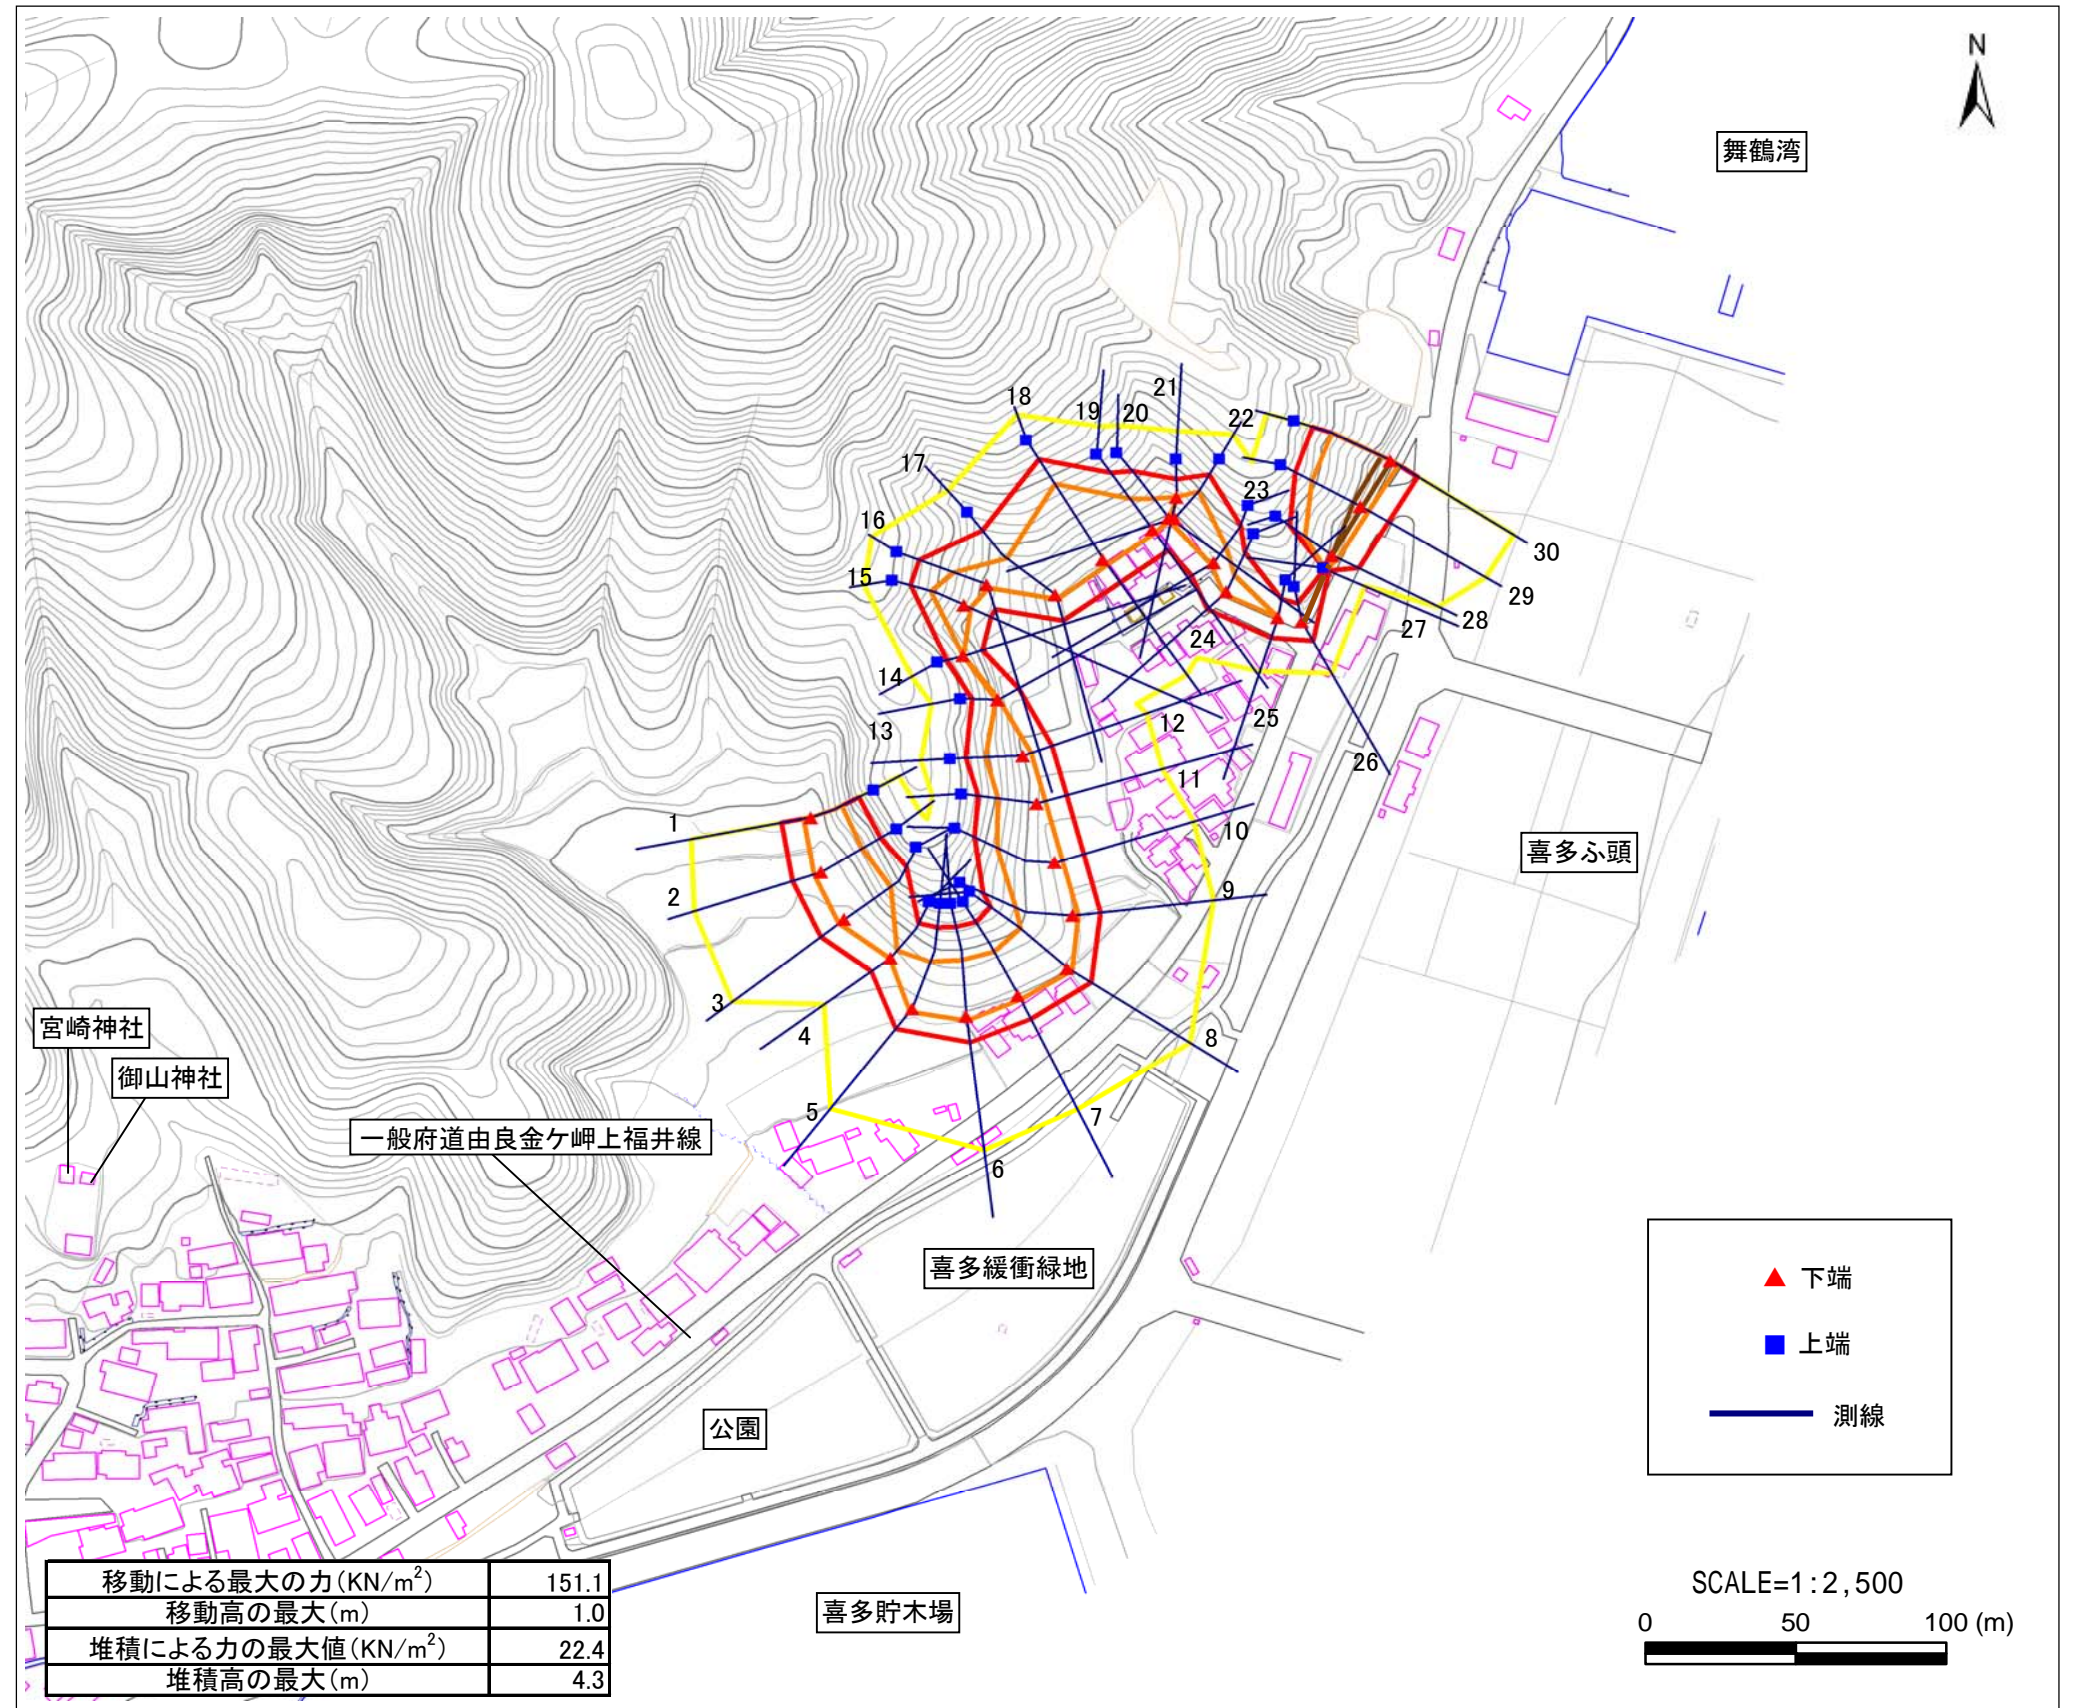 N
舞鶴湾
18
19
20
21
22
17
23
16
30
15
29
28
27
24
14
25
12
13
26
11
1
10
喜多ふ頭
2
9
3
4
8
宮崎神社
御山神社
5
7
一般府道由良金ケ岬上福井線
6
喜多緩衝緑地
下端
上端
測線
公園
移動による最大の力(KN/m²) 151.1
移動高の最大(m) 1.0
堆積による力の最大値(KN/m²) 22.4
堆積高の最大(m) 4.3
喜多貯木場
SCALE=1:2,500
0 50 100 (m)